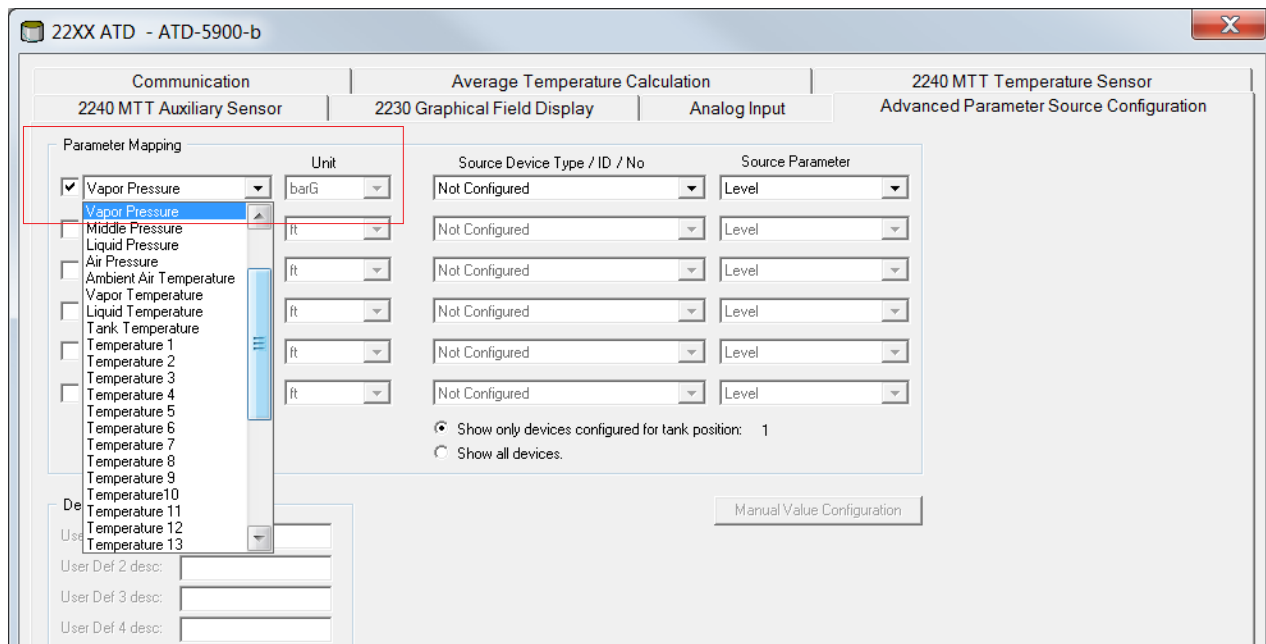 22XX ATD - ATD-5900-b
X
Communication
Average Temperature Calculation
2240 MTT Temperature Sensor
2240 MTT Auxiliary Sensor
2230 Graphical Field Display
Analog Input
Advanced Parameter Source Configuration
Parameter Mapping
Unit
Source Device Type / ID / No
Source Parameter
Vapor Pressure
barG
Not Configured
Level
Vapor Pressure
Middle Pressure
ft
Not Configured
Level
Liquid Pressure
Air Pressure
ft
Not Configured
Level
Ambient Air Temperature
Vapor Temperature
Liquid Temperature
ft
Not Configured
Level
Tank Temperature
Temperature 1
ft
Not Configured
Level
Temperature 2
Temperature 3
Temperature 4
ft
Not Configured
Level
Temperature 5
Temperature 6
Show only devices configured for tank position: 1
Temperature 7
Show all devices.
Temperature 8
Temperature 9
Temperature10
Temperature 11
Manual Value Configuration
Temperature 12
Temperature 13
De
Use
User Def 2 desc:
User Def 3 desc:
User Def 4 desc: